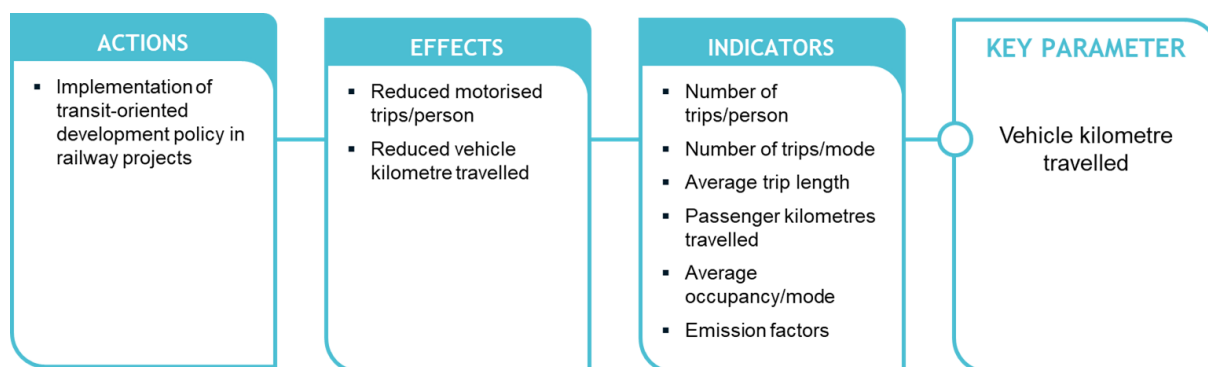 ACTIONS
▪ Implementation of
transit-oriented
development policy in
railway projects
EFFECTS
▪ Reduced motorised
trips/person
▪ Reduced vehicle
kilometre travelled
INDICATORS
▪ Number of
trips/person
▪ Number of trips/mode
▪ Average trip length
▪ Passenger kilometres
travelled
▪ Average
occupancy/mode
▪ Emission factors
KEY PARAMETER
Vehicle kilometre
travelled